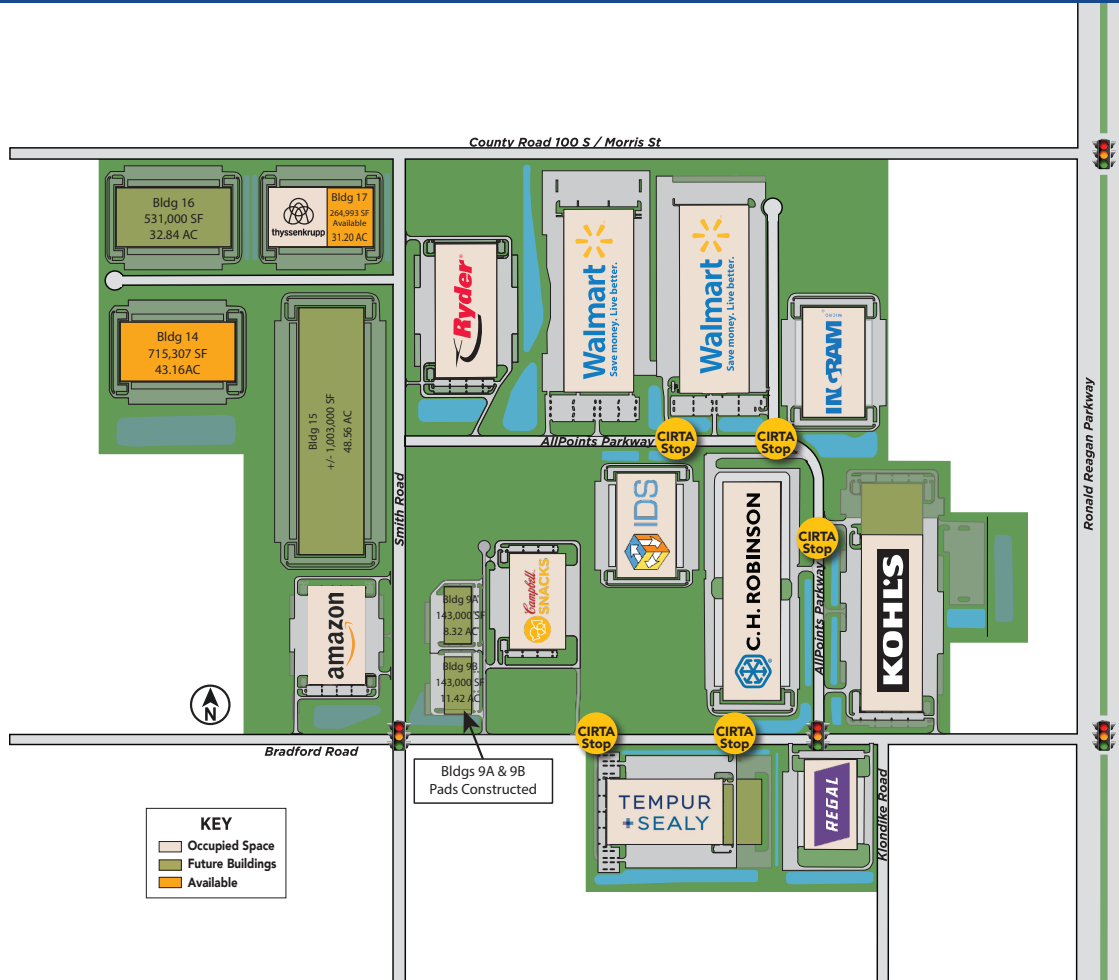 County Road 100 S / Morris St
Bldg 16
531,000 SF
32.84 AC
thyssenkrupp
Bldg 17
264,993 SF
Available
31.20 AC
Ryder
Walmart
Save money. Live better.
Walmart
Save money. Live better.
INGRAM
MICRO
Bldg 14
715,307 SF
43.16AC
Bldg 15
+/- 1,003,000 SF
48.56 AC
Smith Road
AllPoints Parkway
CIRTA
Stop
CIRTA
Stop
Ronald Reagan Parkway
IDS
C.H. ROBINSON
CIRTA
Stop
AllPoints Parkway
KOHL'S
amazon
Bldg 9A
143,000 SF
8.32 AC
Bldg 9B
143,000 SF
11.42 AC
Campbell
SNACKS
N
Bradford Road
CIRTA
Stop
CIRTA
Stop
Bldgs 9A & 9B
Pads Constructed
TEMPUR
+SEALY
REGAL
Klondike Road
KEY
Occupied Space
Future Buildings
Available